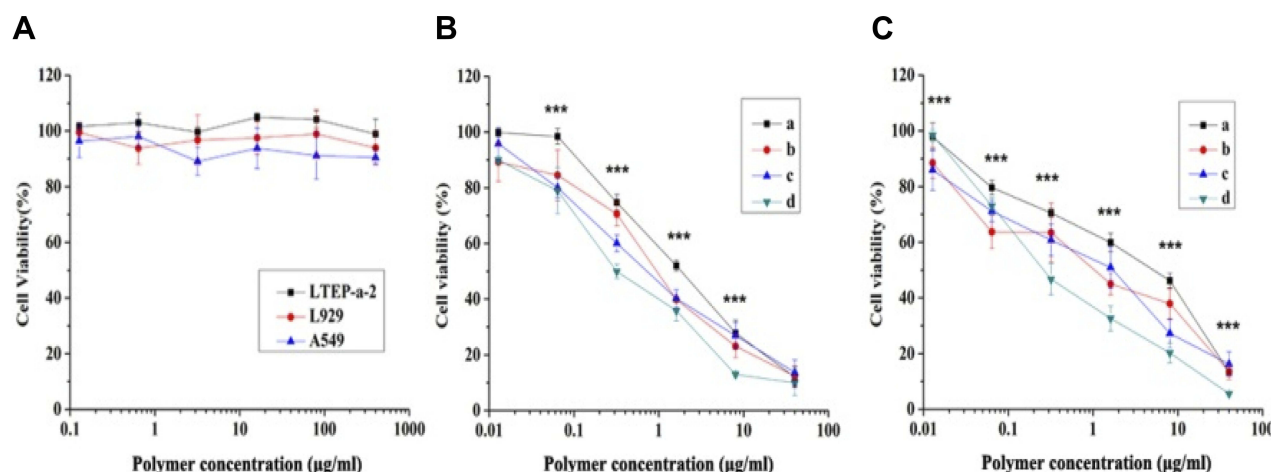 A
B
C
Cell Viability(%)
120
100
80
60
40
20
0
0.1
1
10
100
1000
Polymer concentration (μg/ml)
LTEP-a-2
L929
A549
Cell viability (%)
120
100
80
60
40
20
0
0.01
0.1
1
10
100
Polymer concentration (μg/ml)
***
***
***
***
a
b
c
d
Cell viability (%)
120
100
80
60
40
20
0
0.01
0.1
1
10
100
Polymer concentration (μg/ml)
***
***
***
***
***
***
a
b
c
d